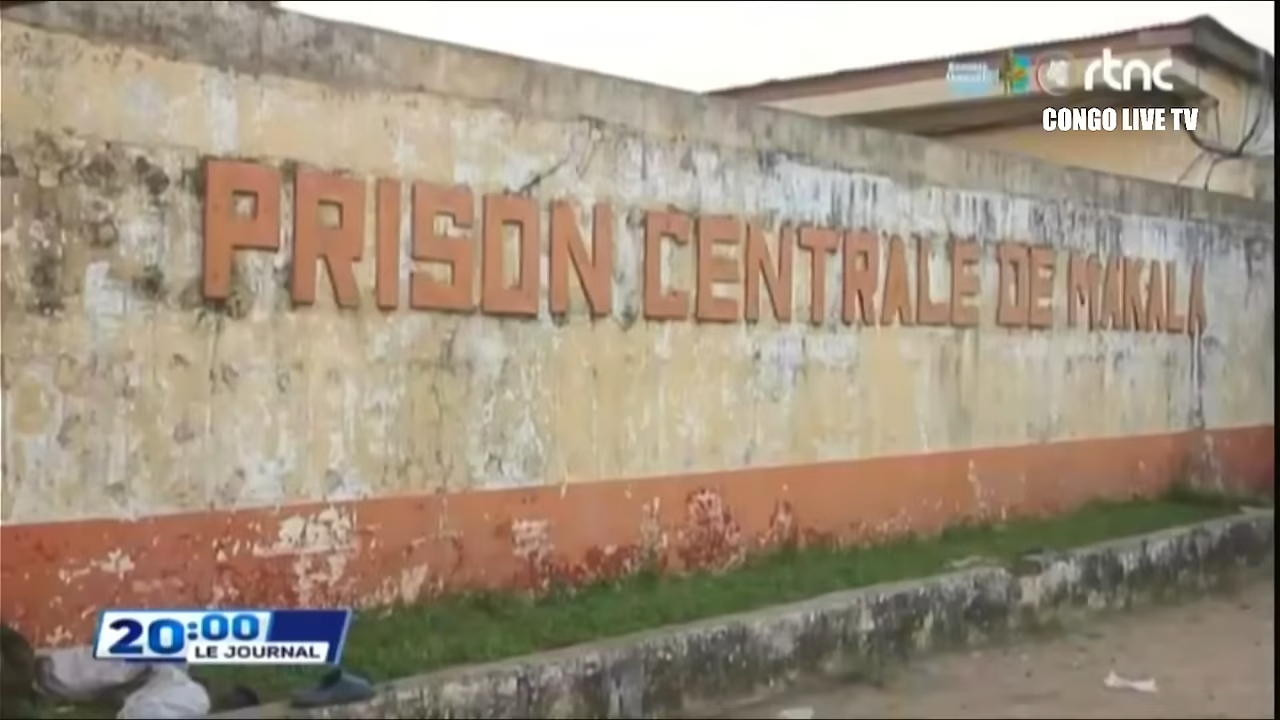 rtnc
CONGO LIVE TV
PRISON CENTRALE DE MAKALA
20:00
LE JOURNAL